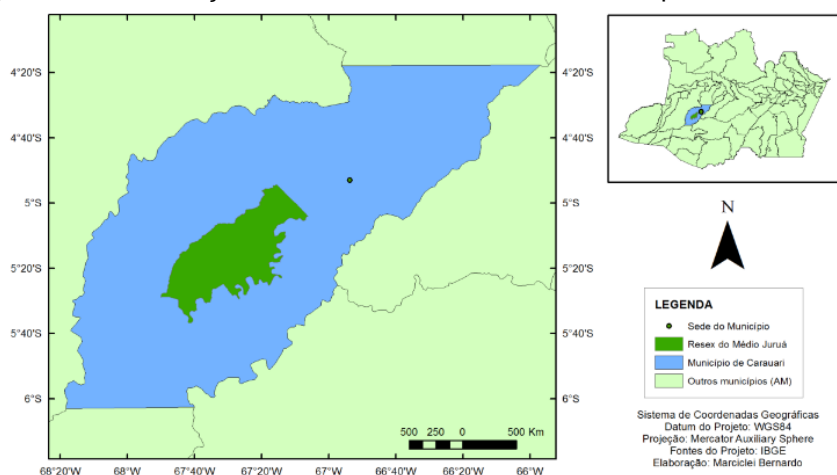 4°20'S
4°40'S
5°S
5°20'S
5°40'S
6°S
4°20'S
4°40'S
5°S
5°20'S
5°40'S
6°S
68°20'W 68°W 67°40'W 67°20'W 67°W 66°40'W 66°20'W 66°W
500 250 0 500 Km
N
LEGENDA
Sede do Município
Resex do Médio Juruá
Município de Carauari
Outros municípios (AM)
Sistema de Coordenadas Geográficas
Datum do Projeto: WGS84
Projeção: Mercator Auxiliary Sphere
Fontes do Projeto: IBGE
Elaboração: Marciclei Bernardo